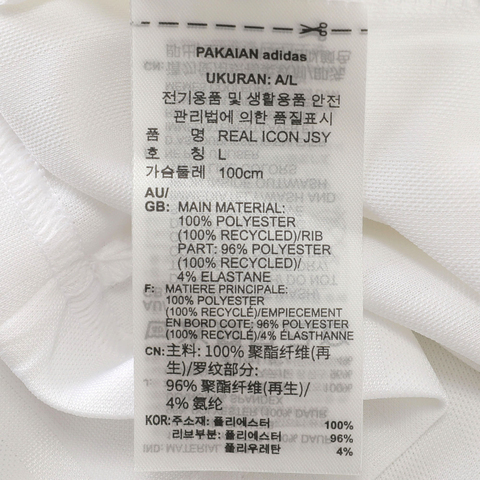 PAKAIAN adidas
UKURAN: A/L
전기용품 및 생활용품 안전
관리법에 의한 품질표시
품 명 REAL ICON JSY
호 칭 L
가슴둘레 100cm
AU/
GB: MAIN MATERIAL:
100% POLYESTER
(100% RECYCLED)/RIB
PART: 96% POLYESTER
(100% RECYCLED)/
4% ELASTANE
F: MATIERE PRINCIPALE:
100% POLYESTER
(100% RECYCLÉ)/EMPIECEMENT
EN BORD COTE: 96% POLYESTER
(100% RECYCLÉ)/4% ÉLASTHANNE
CN: 主料: 100% 聚酯纤维(再
生)/罗纹部分:
96% 聚酯纤维(再生)/
4% 氨纶
KOR: 주소재: 폴리에스터 100%
리브부분: 폴리에스터 96%
폴리우레탄 4%